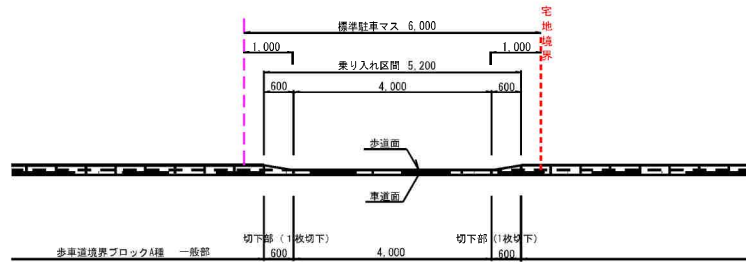 標準駐車マス 6,000
宅地境界
1,000
1,000
乗り入れ区間 5,200
600
4,000
600
歩道面
車道面
切下部(1枚切下)
切下部(1枚切下)
歩車道境界ブロックA種 一般部
600
4,000
600